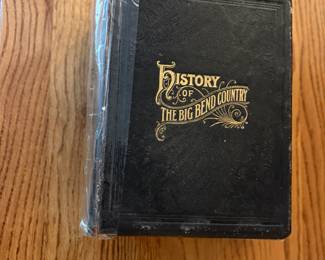 HISTORY
OF
THE BIG BEND COUNTRY